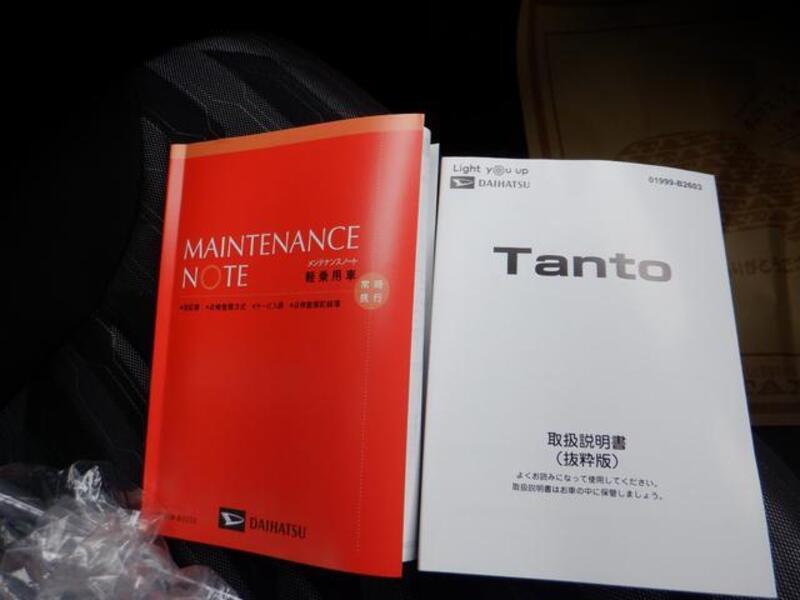 MAINTENANCE
NOTE
メンテナンスノート
軽乗用車
常時
携行
DAIHATSU
Light you up
DAIHATSU
01999-B2603
Tanto
取扱説明書
（抜粋版）
よくお読みになって使用してください。
取扱説明書はお車の中に保管しましょう。